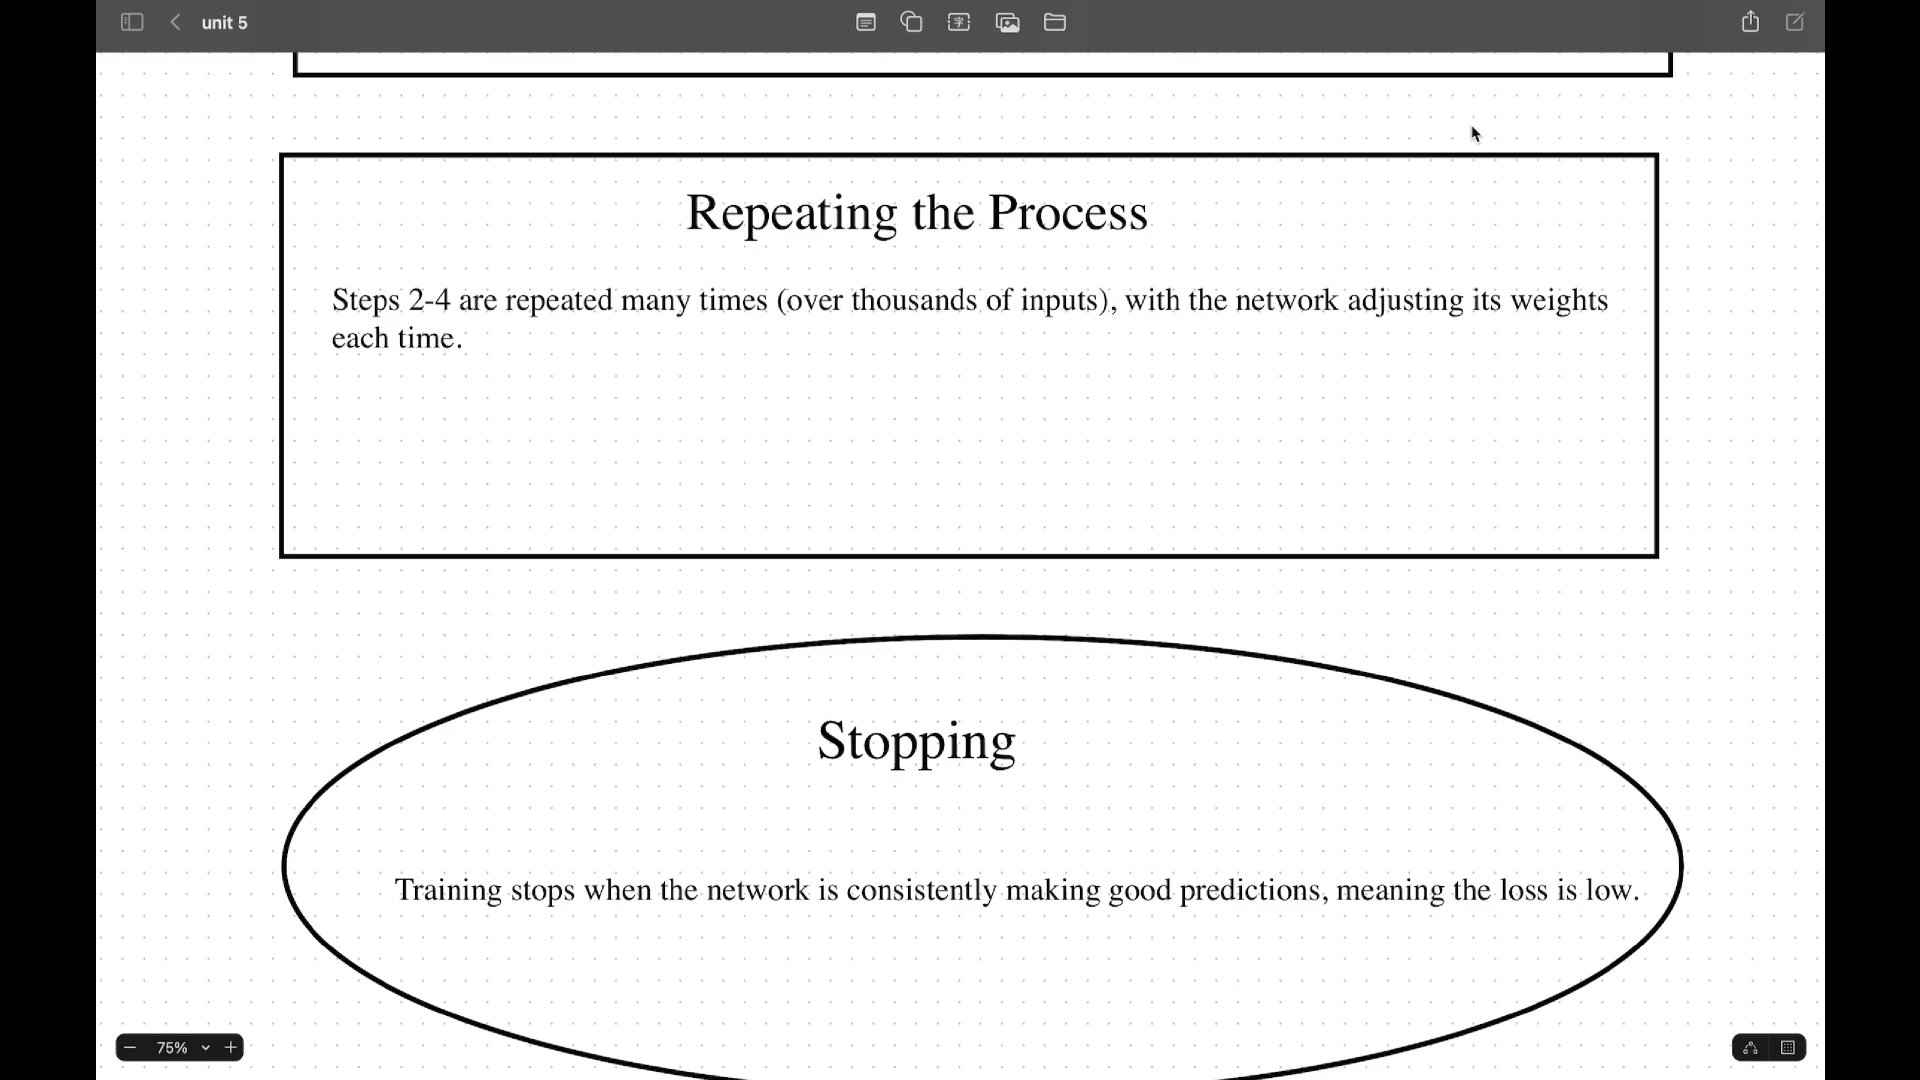 unit 5
Repeating the Process
Steps 2-4 are repeated many times (over thousands of inputs), with the network adjusting its weights
each time.
Stopping
Training stops when the network is consistently making good predictions, meaning the loss is low.
75%